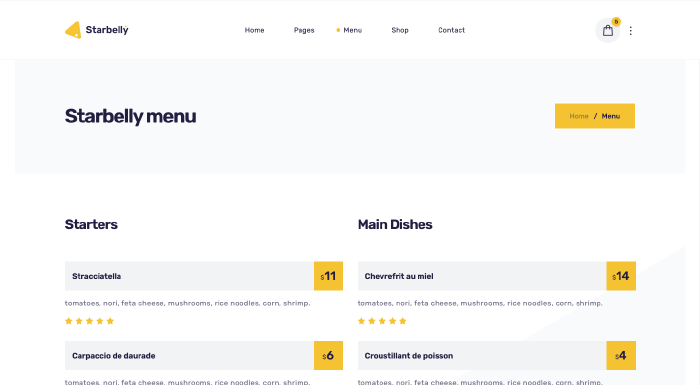 Starbelly
Home Pages Menu Shop Contact
5
Starbelly menu
Home / Menu
Starters
Stracciatella $11
tomatoes, nori, feta cheese, mushrooms, rice noodles, corn, shrimp.
Carpaccio de daurade $6
tomatoes, nori, feta cheese, mushrooms, rice noodles, corn, shrimp.
Main Dishes
Chevrefrit au miel $14
tomatoes, nori, feta cheese, mushrooms, rice noodles, corn, shrimp.
Croustillant de poisson $4
tomatoes, nori, feta cheese, mushrooms, rice noodles, corn, shrimp.